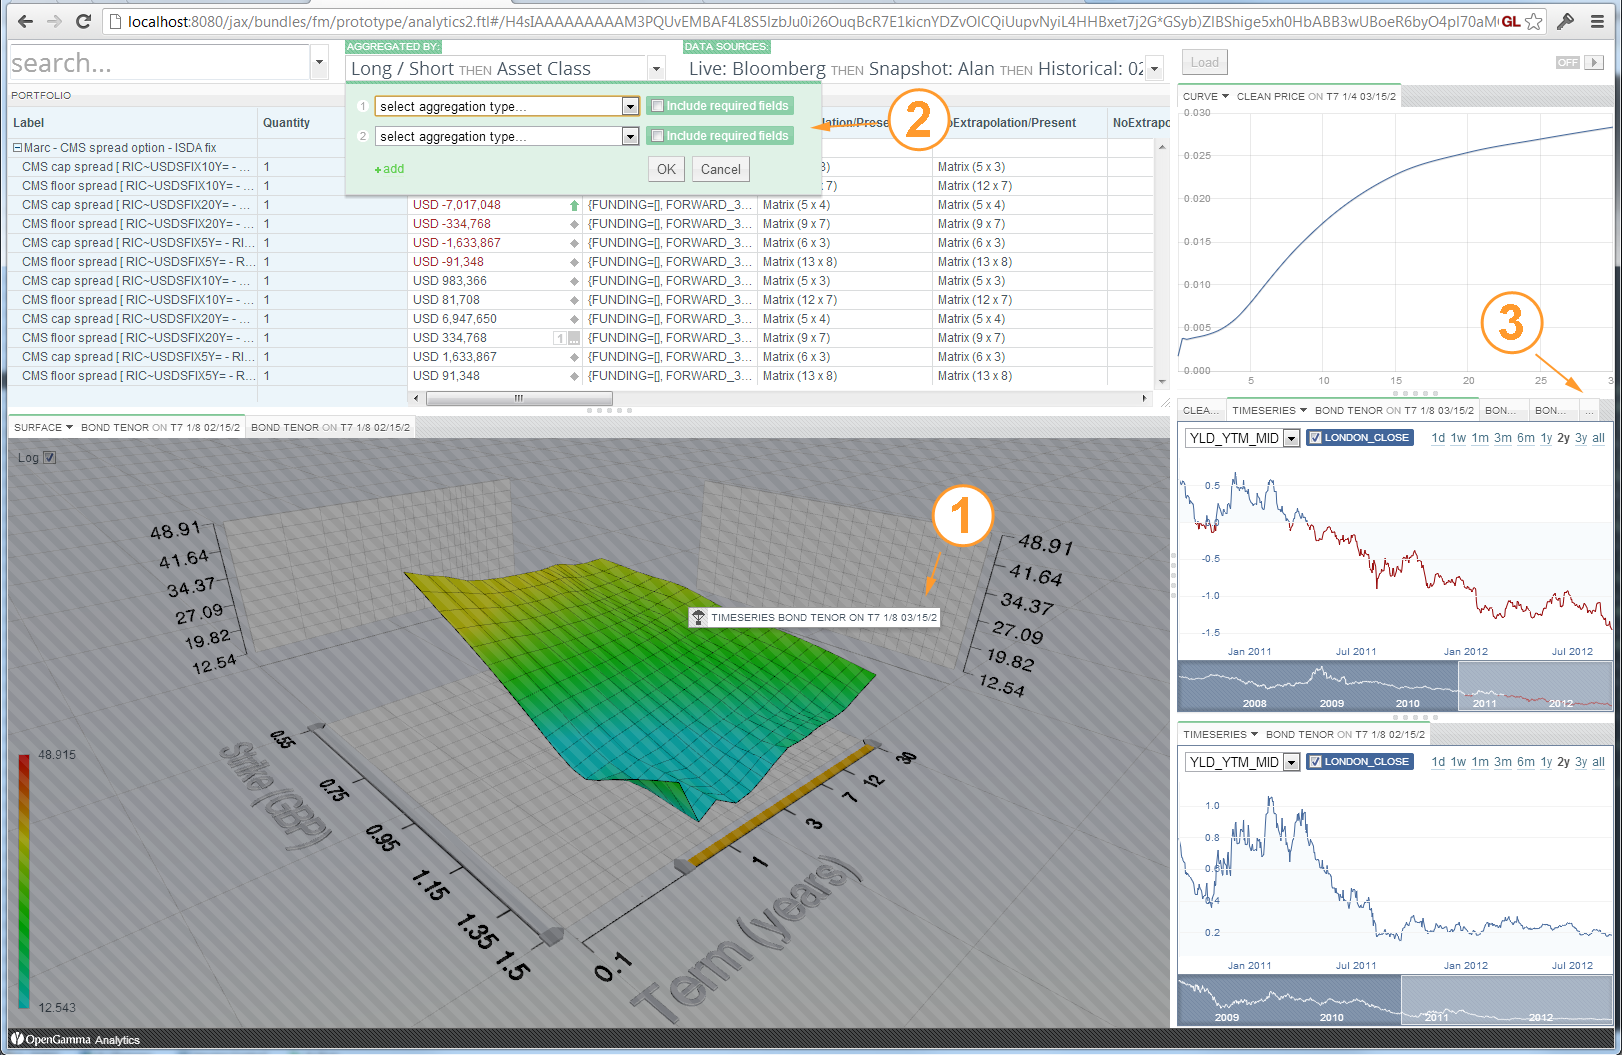 localhost:8080/jax/bundles/fm/prototype/analytics2.ftl#/
GL
search...
AGGREGATED BY:
Long / Short THEN Asset Class
DATA SOURCES:
Live: Bloomberg THEN Snapshot: Alan THEN Historical: 02
Load
OFF
1 select aggregation type... Include required fields
2 select aggregation type... Include required fields
+add
OK Cancel
2
PORTFOLIO
Label Quantity NoExtrapolation/Present NoExtrapo
Marc - CMS spread option - ISDA fix
CMS cap spread [ RIC~USDSFIX10Y= - ... 1 Matrix (5 x 3)
CMS floor spread [ RIC~USDSFIX10Y= - ... 1 Matrix (12 x 7)
CMS cap spread [ RIC~USDSFIX20Y= - ... 1 USD -7,017,048 {FUNDING=[], FORWARD_3... Matrix (5 x 4) Matrix (5 x 4)
CMS floor spread [ RIC~USDSFIX20Y= - ... 1 USD -334,768 {FUNDING=[], FORWARD_3... Matrix (9 x 7) Matrix (9 x 7)
CMS cap spread [ RIC~USDSFIX5Y= - RI... 1 USD -1,633,867 {FUNDING=[], FORWARD_3... Matrix (6 x 3) Matrix (6 x 3)
CMS floor spread [ RIC~USDSFIX5Y= - R... 1 USD -91,348 {FUNDING=[], FORWARD_3... Matrix (13 x 8) Matrix (13 x 8)
CMS cap spread [ RIC~USDSFIX10Y= - ... 1 USD 983,366 {FUNDING=[], FORWARD_3... Matrix (5 x 3) Matrix (5 x 3)
CMS floor spread [ RIC~USDSFIX10Y= - ... 1 USD 81,708 {FUNDING=[], FORWARD_3... Matrix (12 x 7) Matrix (12 x 7)
CMS cap spread [ RIC~USDSFIX20Y= - ... 1 USD 6,947,650 {FUNDING=[], FORWARD_3... Matrix (5 x 4) Matrix (5 x 4)
CMS floor spread [ RIC~USDSFIX20Y= - ... 1 USD 334,768 1 ... {FUNDING=[], FORWARD_3... Matrix (9 x 7) Matrix (9 x 7)
CMS cap spread [ RIC~USDSFIX5Y= - RI... 1 USD 1,633,867 {FUNDING=[], FORWARD_3... Matrix (6 x 3) Matrix (6 x 3)
CMS floor spread [ RIC~USDSFIX5Y= - R... 1 USD 91,348 {FUNDING=[], FORWARD_3... Matrix (13 x 8) Matrix (13 x 8)
SURFACE BOND TENOR ON T7 1/8 02/15/2 BOND TENOR ON T7 1/8 02/15/2
Log
48.91
41.64
34.37
27.09
19.82
12.54
1
TIMESERIES BOND TENOR ON T7 1/8 03/15/2
48.91
41.64
34.37
27.09
19.82
12.54
Strike (GBP)
0.55
0.75
0.95
1.15
1.35
1.5
Term (years)
0.1
1
3
7
12
30
48.915
12.543
CURVE CLEAN PRICE ON T7 1/4 03/15/2
0.030
0.025
0.020
0.015
0.010
0.005
0.000
5 10 15 20 25 3
3
CLEA... TIMESERIES BOND TENOR ON T7 1/8 03/15/2 BON... BON... ...
YLD_YTM_MID LONDON_CLOSE 1d 1w 1m 3m 6m 1y 2y 3y all
0.5
0.0
-0.5
-1.0
-1.5
Jan 2011 Jul 2011 Jan 2012 Jul 2012
2008 2009 2010 2011 2012
TIMESERIES BOND TENOR ON T7 1/8 02/15/2
YLD_YTM_MID LONDON_CLOSE 1d 1w 1m 3m 6m 1y 2y 3y all
1.0
0.8
0.6
0.4
0.2
Jan 2011 Jul 2011 Jan 2012 Jul 2012
2009 2010 2011 2012
OpenGamma Analytics